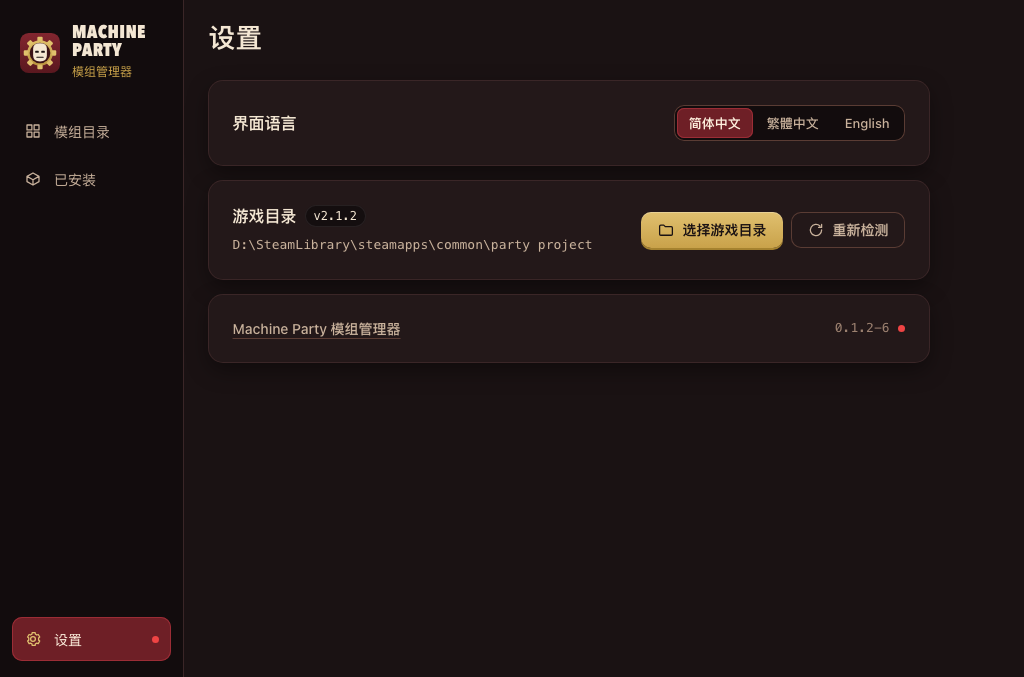 MACHINE
PARTY
模组管理器
模组目录
已安装
设置
设置
界面语言
简体中文 繁體中文 English
游戏目录 v2.1.2
D:\SteamLibrary\steamapps\common\party project
选择游戏目录 重新检测
Machine Party 模组管理器 0.1.2-6